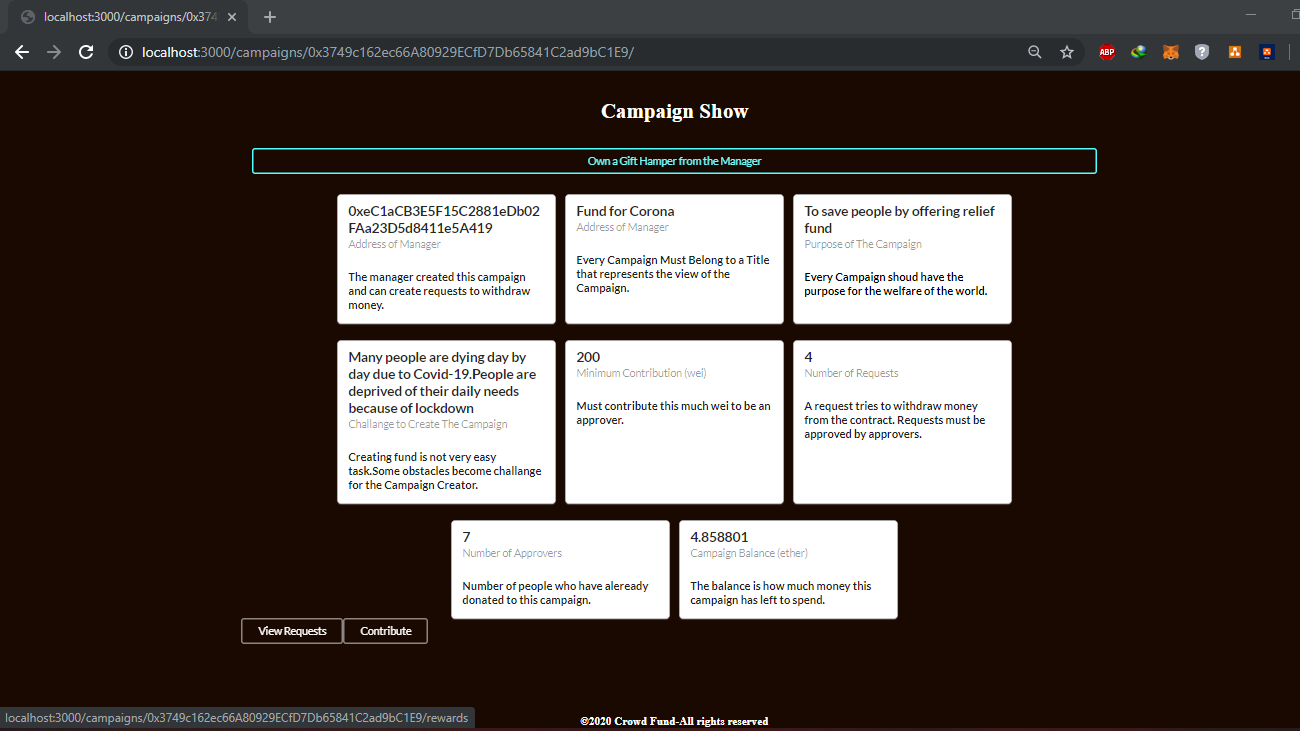 localhost:3000/campaigns/0x374
localhost:3000/campaigns/0x3749c162ec66A80929ECfD7Db65841C2ad9bC1E9/
ABP
Campaign Show
Own a Gift Hamper from the Manager
0xeC1aCB3E5F15C2881eDb02
FAa23D5d8411e5A419
Address of Manager
The manager created this campaign
and can create requests to withdraw
money.
Fund for Corona
Address of Manager
Every Campaign Must Belong to a Title
that represents the view of the
Campaign.
To save people by offering relief
fund
Purpose of The Campaign
Every Campaign shoud have the
purpose for the welfare of the world.
Many people are dying day by
day due to Covid-19.People are
deprived of their daily needs
because of lockdown
Challange to Create The Campaign
Creating fund is not very easy
task.Some obstacles become challange
for the Campaign Creator.
200
Minimum Contribution (wei)
Must contribute this much wei to be an
approver.
4
Number of Requests
A request tries to withdraw money
from the contract. Requests must be
approved by approvers.
7
Number of Approvers
Number of people who have aleready
donated to this campaign.
4.858801
Campaign Balance (ether)
The balance is how much money this
campaign has left to spend.
View Requests
Contribute
localhost:3000/campaigns/0x3749c162ec66A80929ECfD7Db65841C2ad9bC1E9/rewards
©2020 Crowd Fund-All rights reserved